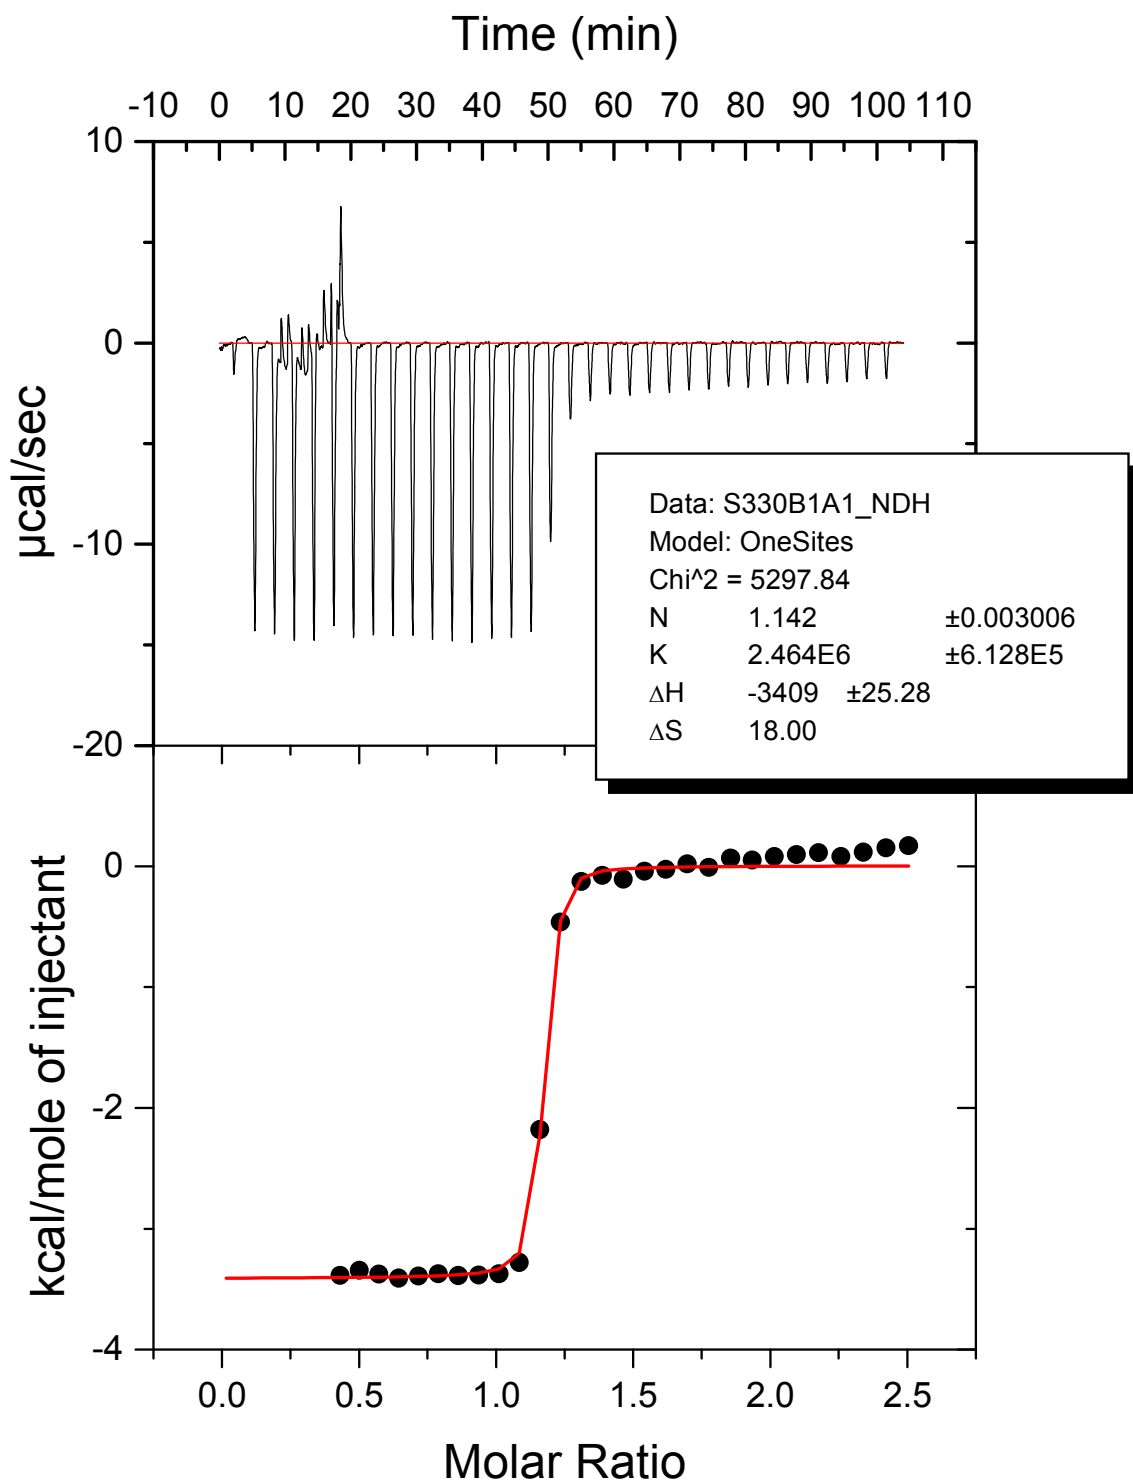 Time (min)
-10 0 10 20 30 40 50 60 70 80 90 100 110
10
0
-10
-20
µcal/sec
Data: S330B1A1_NDH
Model: OneSites
Chi^2 = 5297.84
N 1.142 ±0.003006
K 2.464E6 ±6.128E5
ΔH -3409 ±25.28
ΔS 18.00
0
-2
-4
kcal/mole of injectant
0.0 0.5 1.0 1.5 2.0 2.5
Molar Ratio